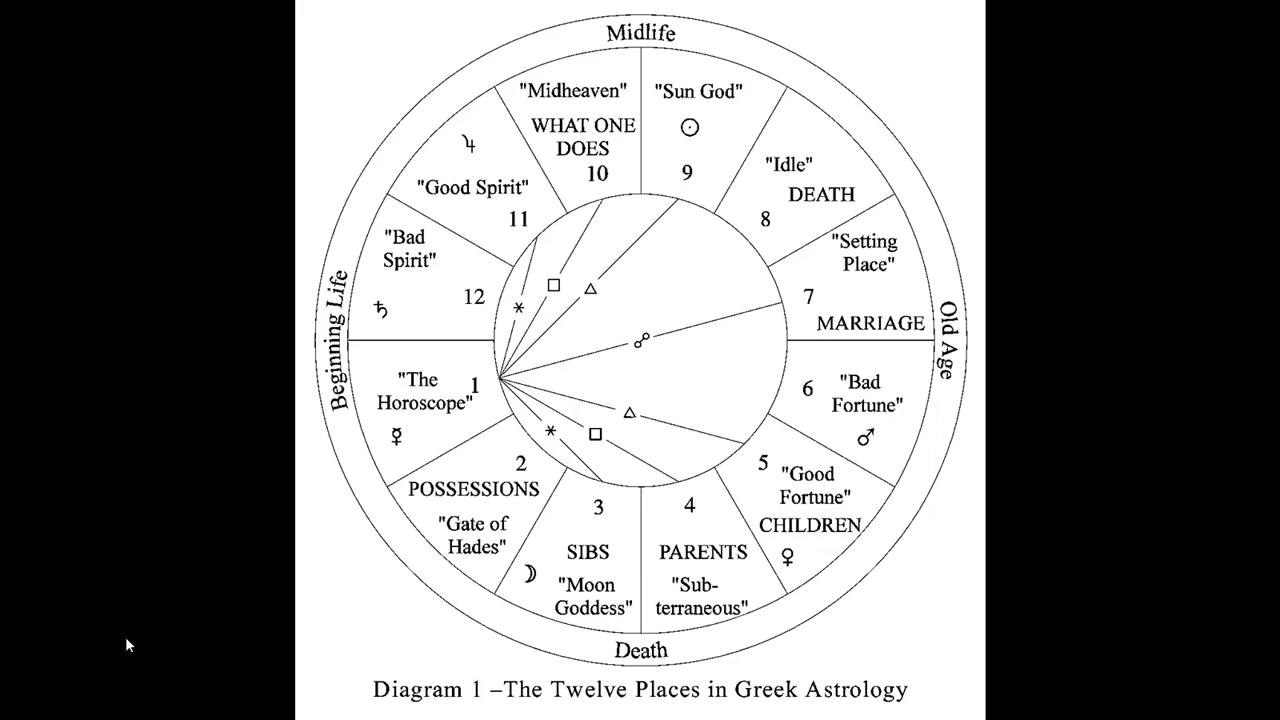 Midlife
"Midheaven"
WHAT ONE
DOES
10
"Sun God"
☉
9
"Idle"
DEATH
8
"Setting
Place"
7
MARRIAGE
Old Age
6
"Bad
Fortune"
♂
5
"Good
Fortune"
CHILDREN
♀
4
PARENTS
"Sub-
terraneous"
3
SIBS
☽
"Moon
Goddess"
2
POSSESSIONS
"Gate of
Hades"
"The
Horoscope"
1
☿
Beginning Life
"Bad
Spirit"
12
♄
♃
"Good Spirit"
11
Death
Diagram 1 –The Twelve Places in Greek Astrology